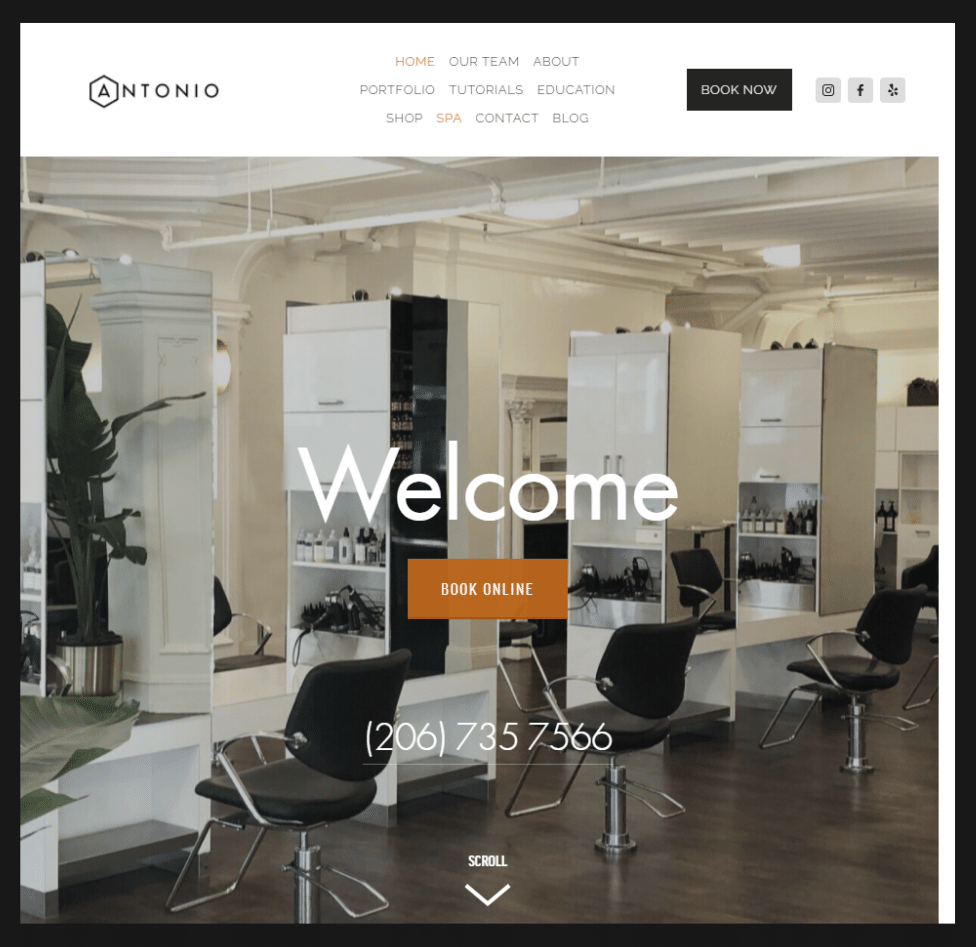 ANTONIO
HOME OUR TEAM ABOUT
PORTFOLIO TUTORIALS EDUCATION
SHOP SPA CONTACT BLOG
BOOK NOW
Welcome
BOOK ONLINE
(206) 735 7566
SCROLL